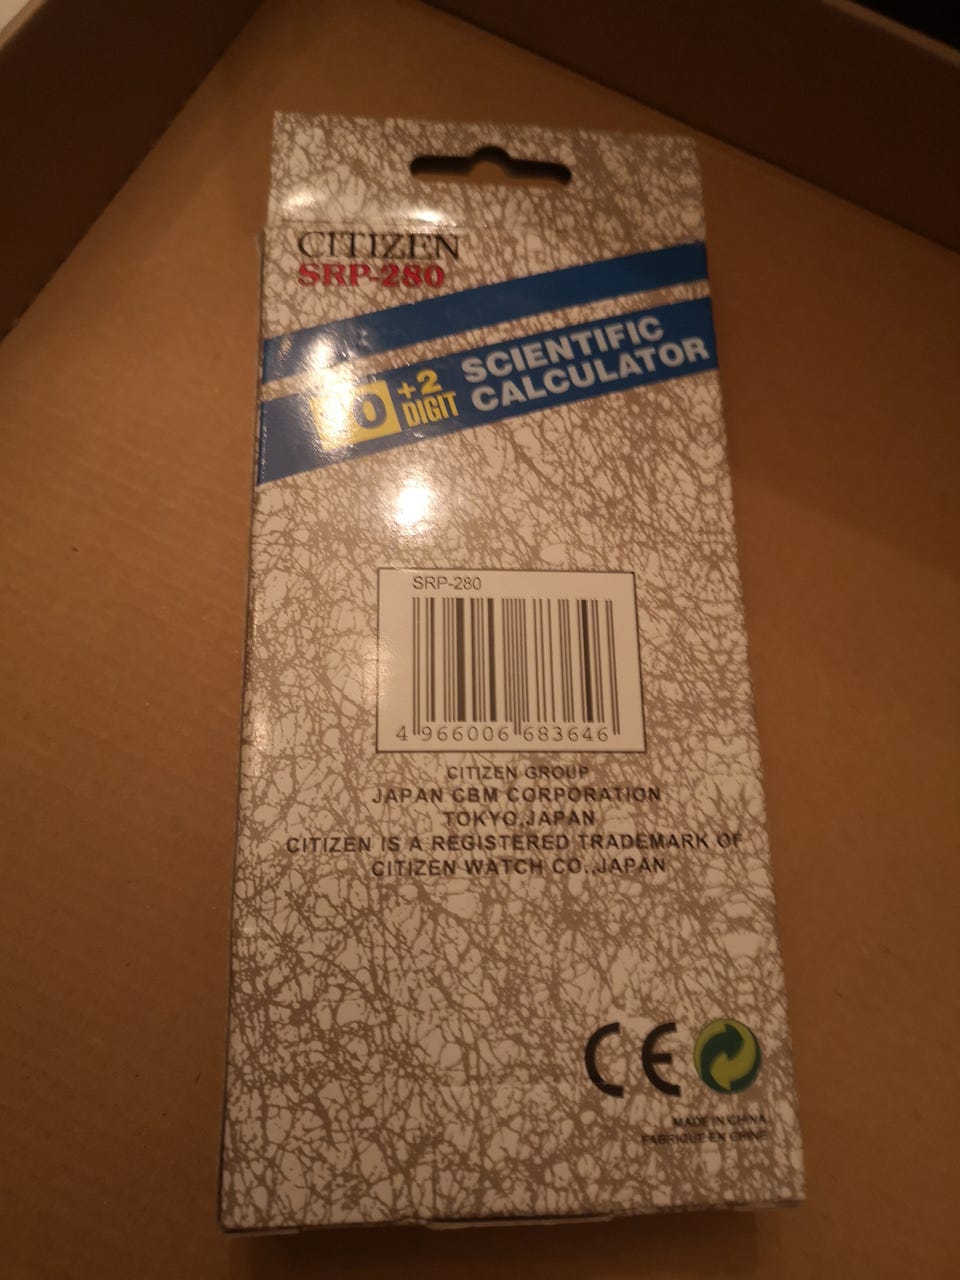 CITIZEN
SRP-280
+2
DIGIT
SCIENTIFIC
CALCULATOR
SRP-280
4 966006 683646
CITIZEN GROUP
JAPAN CBM CORPORATION
TOKYO,JAPAN
CITIZEN IS A REGISTERED TRADEMARK OF
CITIZEN WATCH CO.,JAPAN
CE
MADE IN CHINA
FABRIQUE EN CHINE